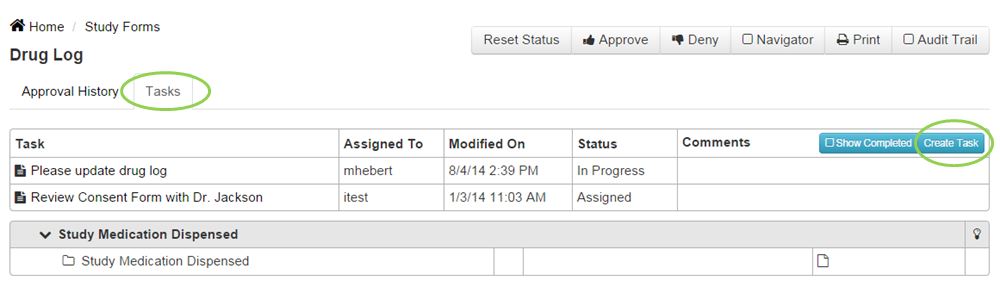 Home / Study Forms
Reset Status Approve Deny Navigator Print Audit Trail
Drug Log
Approval History Tasks
Task Assigned To Modified On Status Comments Show Completed Create Task
Please update drug log mhebert 8/4/14 2:39 PM In Progress
Review Consent Form with Dr. Jackson itest 1/3/14 11:03 AM Assigned
Study Medication Dispensed
Study Medication Dispensed